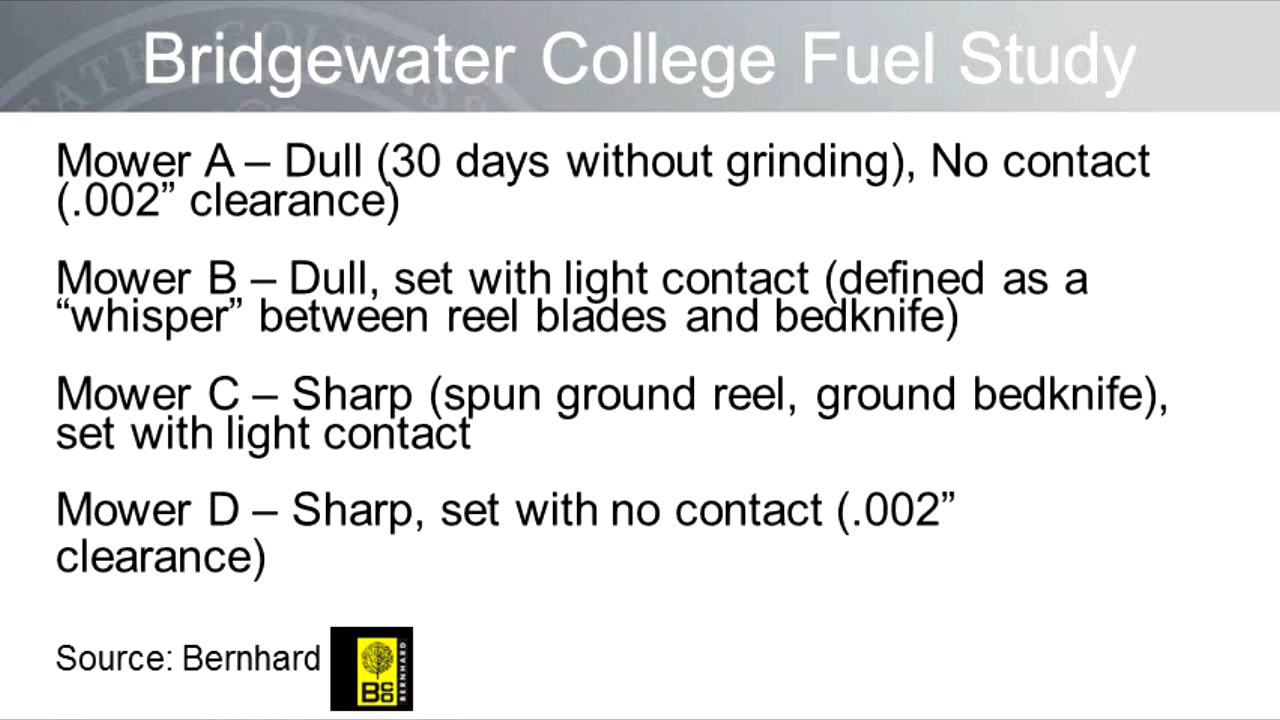 Bridgewater College Fuel Study
Mower A – Dull (30 days without grinding), No contact
(.002” clearance)
Mower B – Dull, set with light contact (defined as a
“whisper” between reel blades and bedknife)
Mower C – Sharp (spun ground reel, ground bedknife),
set with light contact
Mower D – Sharp, set with no contact (.002”
clearance)
Source: Bernhard
BERNHARD